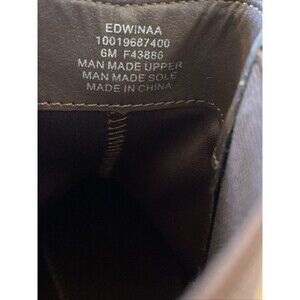 EDWINAA
10019687400
6M F43886
MAN MADE UPPER
MAN MADE SOLE
MADE IN CHINA